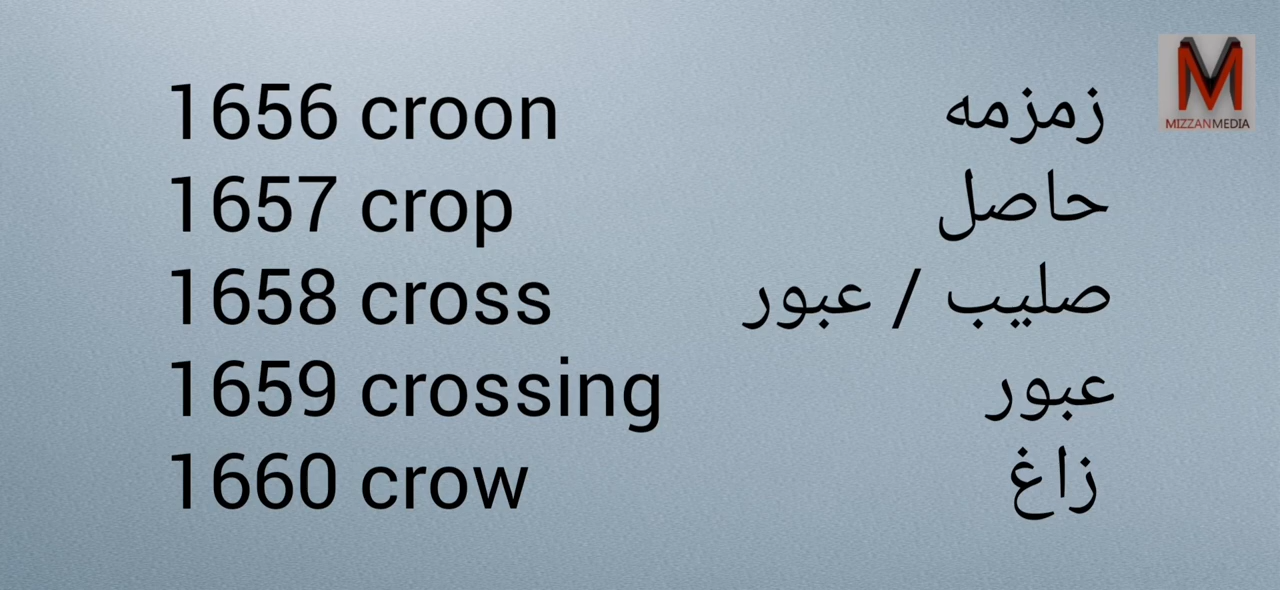 1656 croon زمزمه
1657 crop حاصل
1658 cross صلیب / عبور
1659 crossing عبور
1660 crow زاغ
MIZZANMEDIA